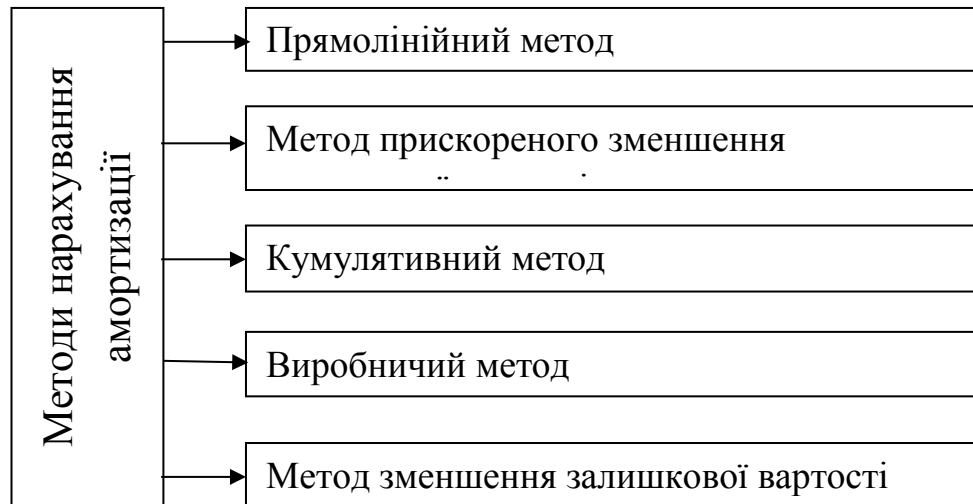 Методи нарахування
амортизації
Прямолінійний метод
Метод прискореного зменшення
Кумулятивний метод
Виробничий метод
Метод зменшення залишкової вартості